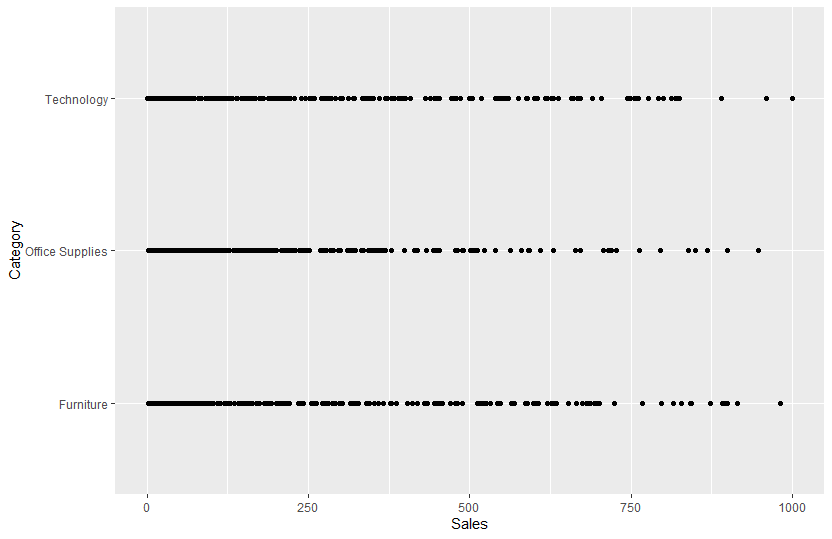 Technology
Office Supplies
Furniture
Category
0
250
500
750
1000
Sales